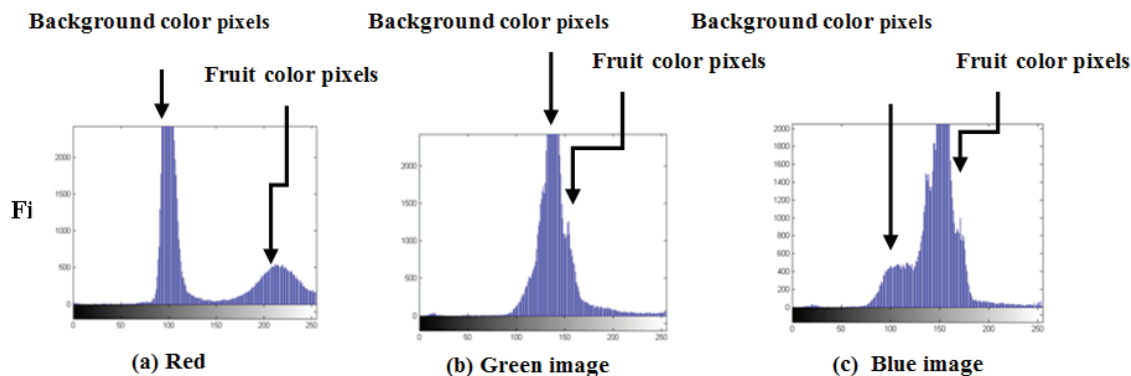 Background color pixels
Background color pixels
Background color pixels
Fruit color pixels
Fruit color pixels
Fruit color pixels
2000
1500
1000
500
0
0 50 100 150 200 250
2000
1500
1000
500
0
0 50 100 150 200 250
2000
1800
1600
1400
1200
1000
800
600
400
200
0
0 50 100 150 200 250
Fi
(a) Red
(b) Green image
(c) Blue image